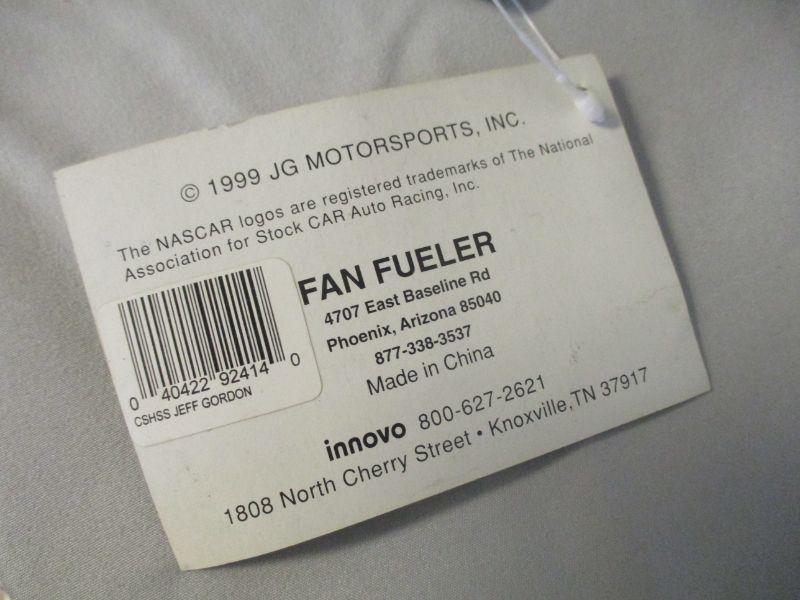 © 1999 JG MOTORSPORTS, INC.
The NASCAR logos are registered trademarks of The National
Association for Stock CAR Auto Racing, Inc.
FAN FUELER
4707 East Baseline Rd
Phoenix, Arizona 85040
877-338-3537
Made in China
0 40422 92414 0
CSHSS JEFF GORDON
innovo 800-627-2621
1808 North Cherry Street • Knoxville,TN 37917